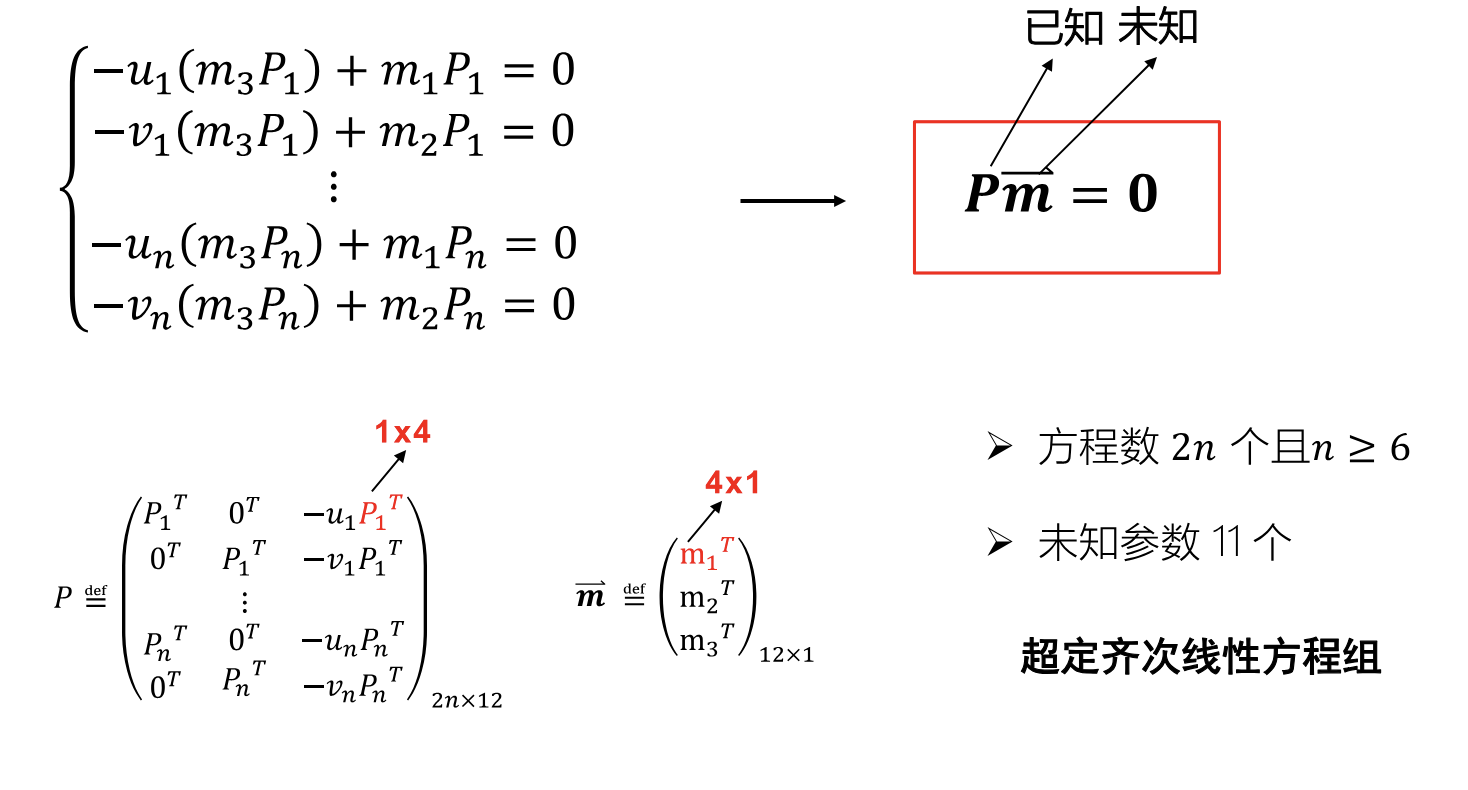 已知 未知
−u₁(m₃P₁) + m₁P₁ = 0
−v₁(m₃P₁) + m₂P₁ = 0
⋮
−uₙ(m₃Pₙ) + m₁Pₙ = 0
−vₙ(m₃Pₙ) + m₂Pₙ = 0
Pm⃗ = 0
1x4
P ≝ ( P₁ᵀ 0ᵀ −u₁P₁ᵀ
0ᵀ P₁ᵀ −v₁P₁ᵀ
⋮
Pₙᵀ 0ᵀ −uₙPₙᵀ
0ᵀ Pₙᵀ −vₙPₙᵀ ) 2n×12
4x1
m⃗ ≝ ( m₁ᵀ
m₂ᵀ
m₃ᵀ ) 12×1
➢ 方程数 2n 个且n ≥ 6
➢ 未知参数 11 个
超定齐次线性方程组